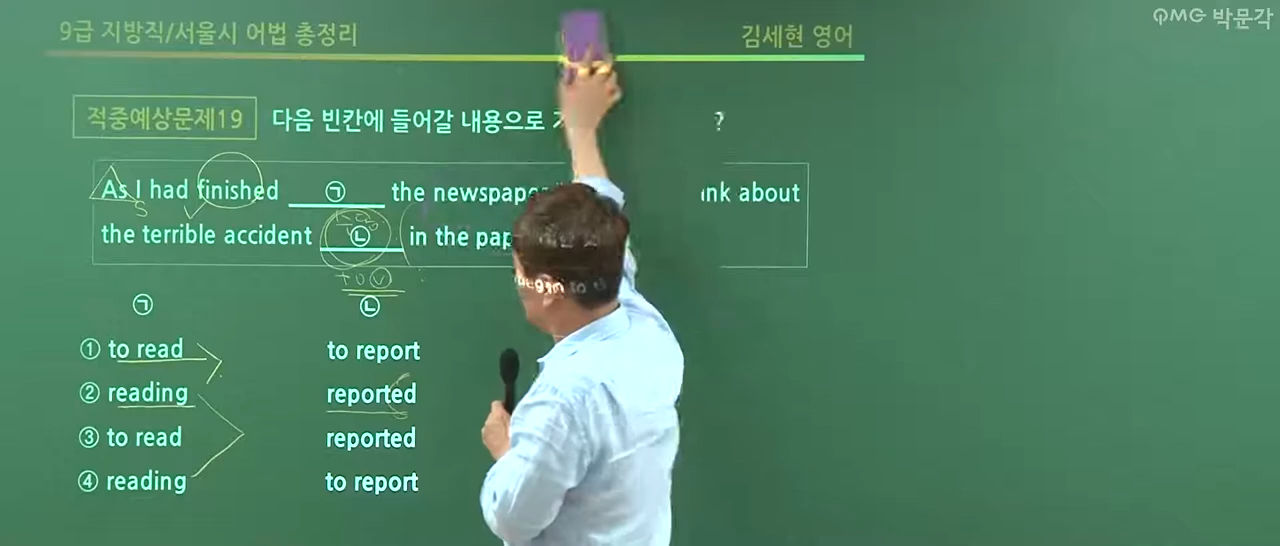 9급 지방직/서울시 어법 총정리
김세현 영어
박문각
적중예상문제19 다음 빈칸에 들어갈 내용으로 ?
As I had finished ㉠ the newspape about
S
the terrible accident ㉡ in the pap
to ⓥ
㉠ ㉡
① to read to report
② reading reported
③ to read reported
④ reading to report